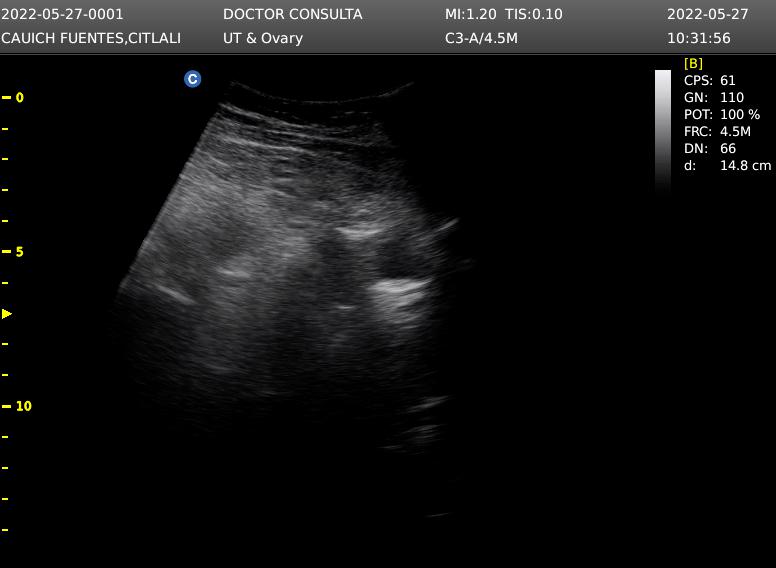 2022-05-27-0001 DOCTOR CONSULTA MI:1.20 TIS:0.10 2022-05-27
CAUICH FUENTES,CITLALI UT & Ovary C3-A/4.5M 10:31:56
C
[B]
CPS: 61
GN: 110
POT: 100 %
FRC: 4.5M
DN: 66
d: 14.8 cm
0
5
10